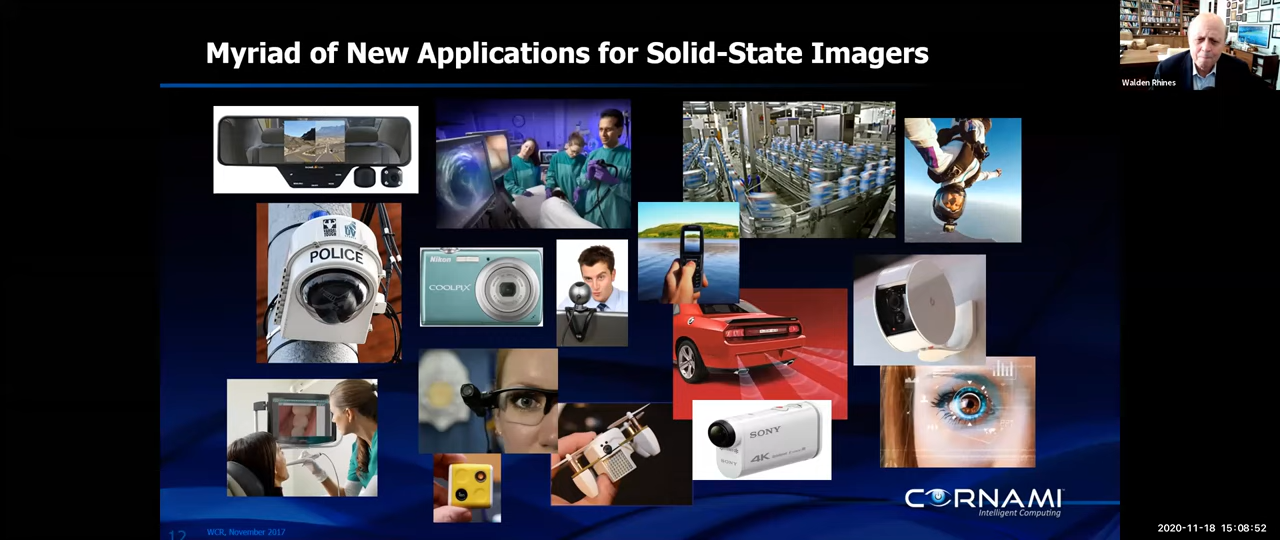 Myriad of New Applications for Solid-State Imagers
Walden Rhines
POLICE
Nikon
COOLPIX
SONY
4K
SONY
CORNAMI
Intelligent Computing
12
WCR, November 2017
2020-11-18 15:08:52